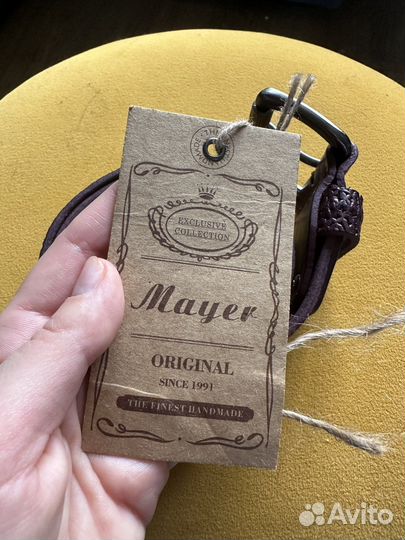 EXCLUSIVE
COLLECTION
Mayer
ORIGINAL
SINCE 1991
THE FINEST HANDMADE
Avito